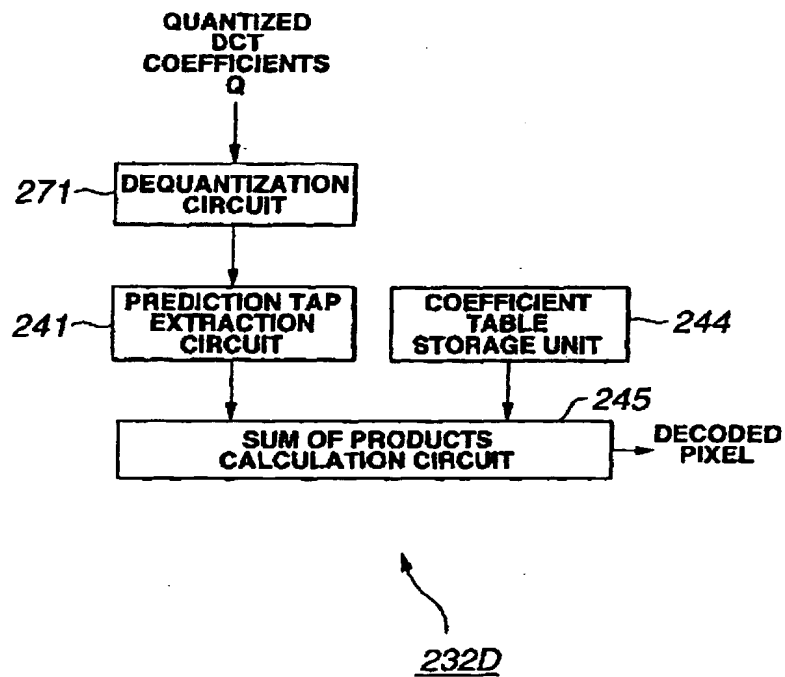 QUANTIZED
DCT
COEFFICIENTS
Q
271
DEQUANTIZATION
CIRCUIT
241
PREDICTION TAP
EXTRACTION
CIRCUIT
COEFFICIENT
TABLE
STORAGE UNIT
244
245
SUM OF PRODUCTS
CALCULATION CIRCUIT
DECODED
PIXEL
232D